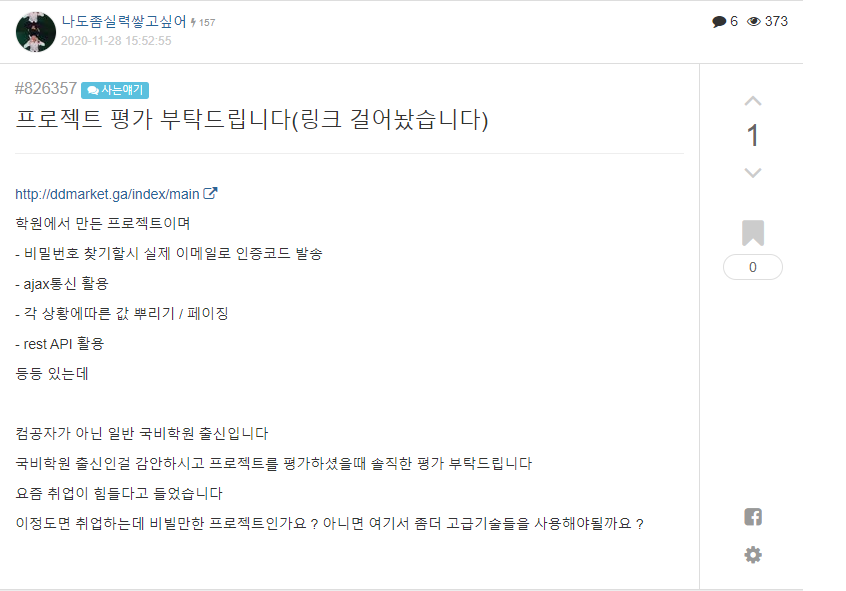 나도좀실력쌓고싶어 157
2020-11-28 15:52:55
6 373
#826357 사는얘기
프로젝트 평가 부탁드립니다(링크 걸어놨습니다)
1
0
http://ddmarket.ga/index/main
학원에서 만든 프로젝트이며
- 비밀번호 찾기할시 실제 이메일로 인증코드 발송
- ajax통신 활용
- 각 상황에따른 값 뿌리기 / 페이징
- rest API 활용
등등 있는데
컴공자가 아닌 일반 국비학원 출신입니다
국비학원 출신인걸 감안하시고 프로젝트를 평가하셨을때 솔직한 평가 부탁드립니다
요즘 취업이 힘들다고 들었습니다
이정도면 취업하는데 비빌만한 프로젝트인가요 ? 아니면 여기서 좀더 고급기술들을 사용해야될까요 ?